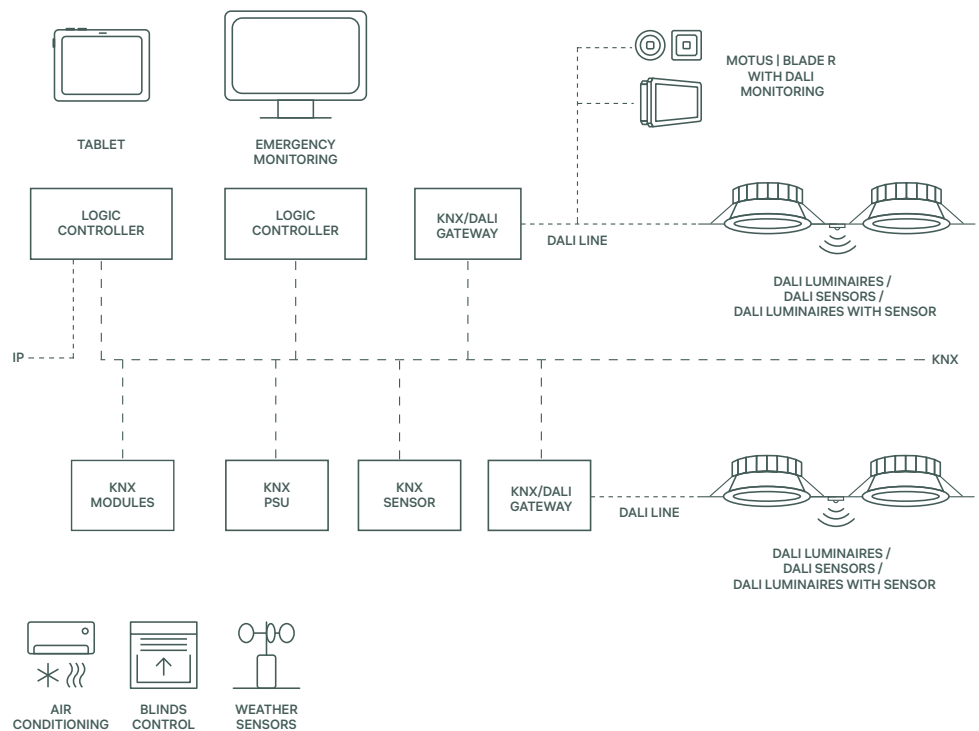 MOTUS | BLADE R
WITH DALI
MONITORING
TABLET
EMERGENCY
MONITORING
LOGIC
CONTROLLER
LOGIC
CONTROLLER
KNX/DALI
GATEWAY
DALI LINE
DALI LUMINAIRES /
DALI SENSORS /
DALI LUMINAIRES WITH SENSOR
IP
KNX
KNX
MODULES
KNX
PSU
KNX
SENSOR
KNX/DALI
GATEWAY
DALI LINE
DALI LUMINAIRES /
DALI SENSORS /
DALI LUMINAIRES WITH SENSOR
AIR
CONDITIONING
BLINDS
CONTROL
WEATHER
SENSORS